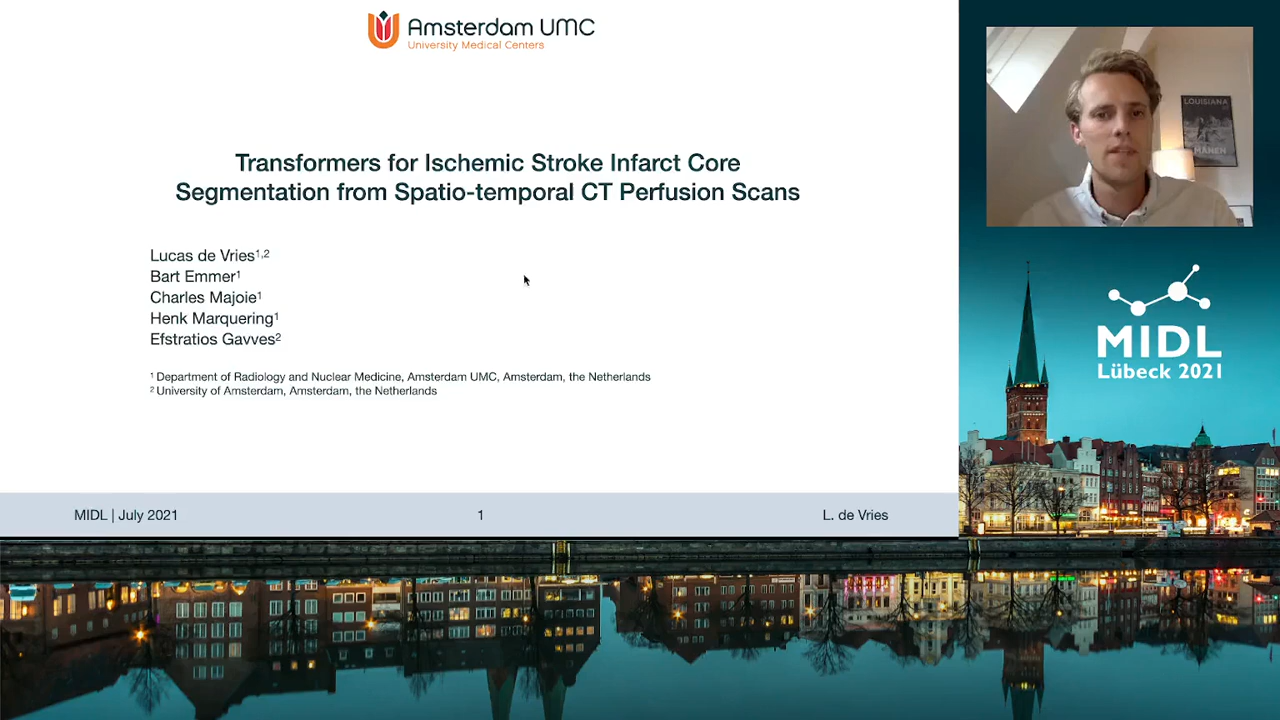 Amsterdam UMC
University Medical Centers
Transformers for Ischemic Stroke Infarct Core
Segmentation from Spatio-temporal CT Perfusion Scans
Lucas de Vries¹,²
Bart Emmer¹
Charles Majoie¹
Henk Marquering¹
Efstratios Gavves²
¹ Department of Radiology and Nuclear Medicine, Amsterdam UMC, Amsterdam, the Netherlands
² University of Amsterdam, Amsterdam, the Netherlands
MIDL | July 2021
1
L. de Vries
LOUISIANA
MIDL
Lübeck 2021